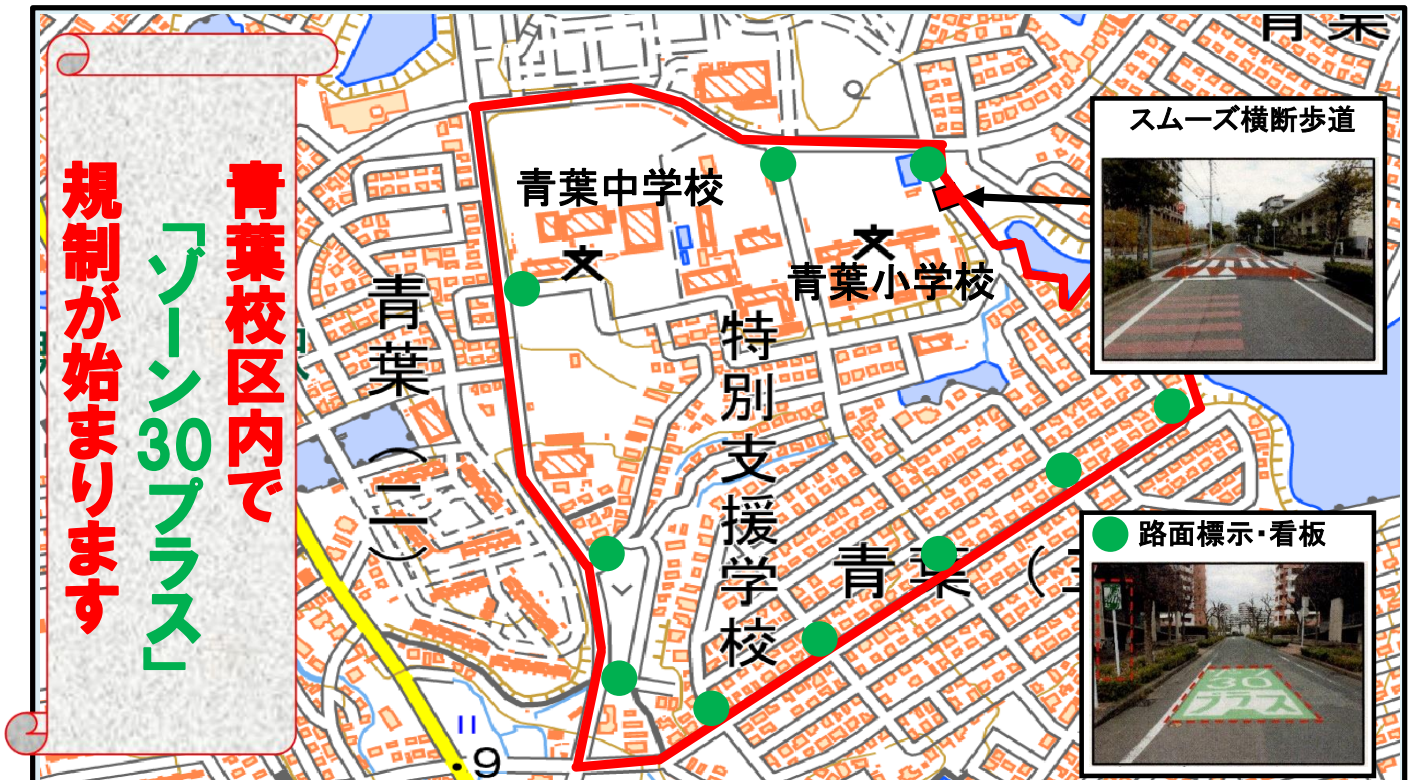 青葉校区内で
「ゾーン30プラス」
規制が始まります
青葉
スムーズ横断歩道
青葉中学校
青葉小学校
青葉(二)
特別支援学校
青葉(
路面標示・看板
30
プラス
9